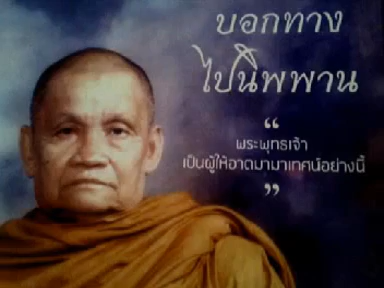 บอกทาง
ไปนิพพาน
“
พระพุทธเจ้า
เป็นผู้ให้อาตมามาเทศน์อย่างนี้
”